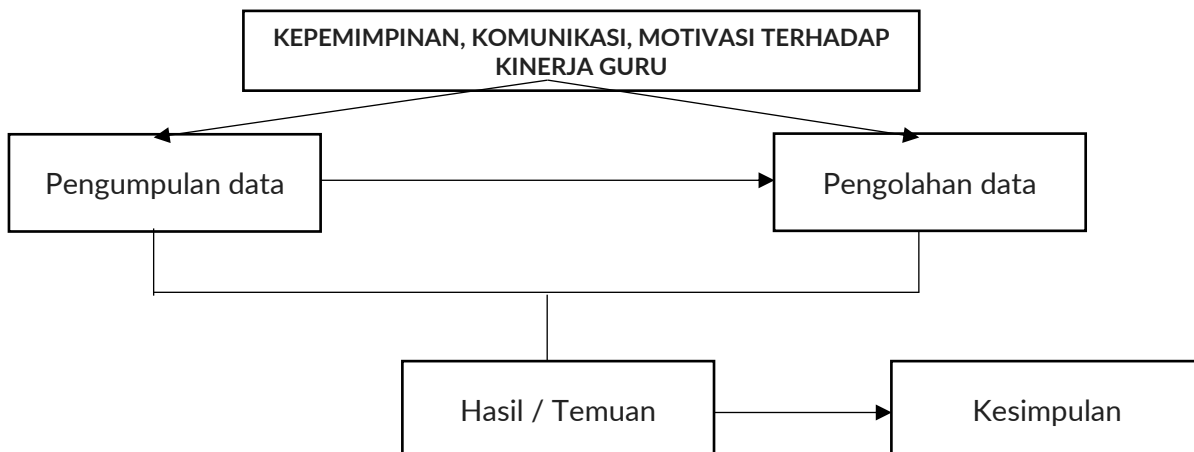 KEPEMIMPINAN, KOMUNIKASI, MOTIVASI TERHADAP
KINERJA GURU
Pengumpulan data
Pengolahan data
Hasil / Temuan
Kesimpulan